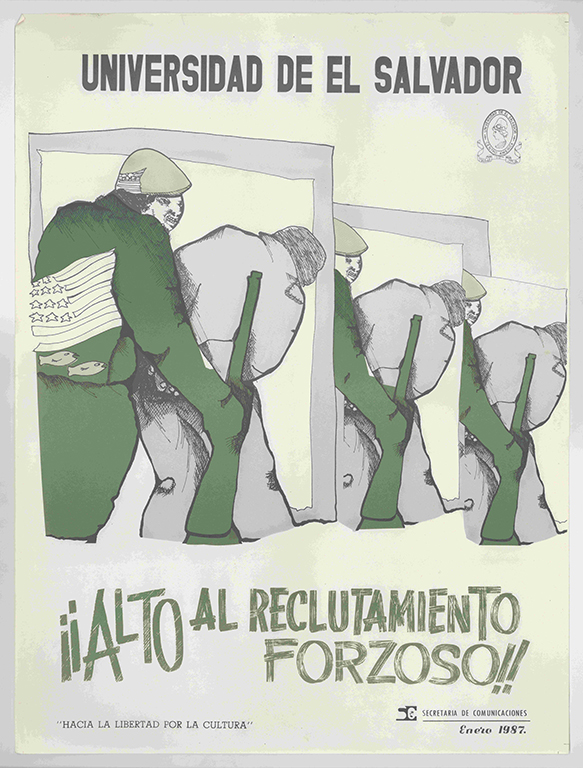 UNIVERSIDAD DE EL SALVADOR
¡¡ALTO AL RECLUTAMIENTO
FORZOSO!!
"HACIA LA LIBERTAD POR LA CULTURA"
SECRETARIA DE COMUNICACIONES
Enero 1987.